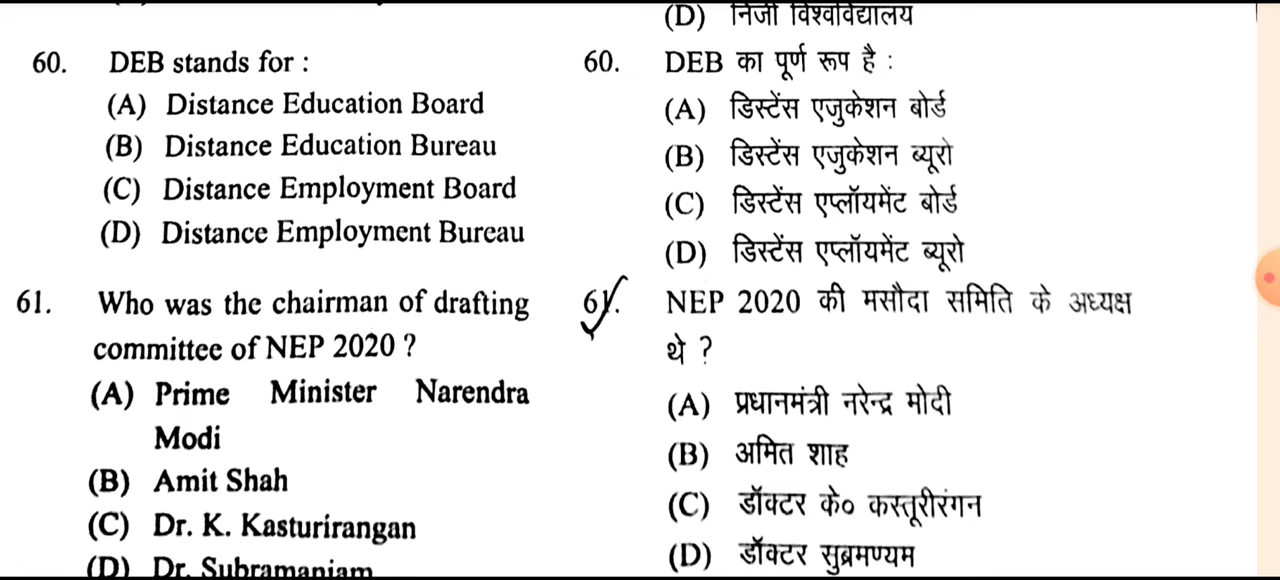 (D) निजी विश्वविद्यालय
60. DEB stands for :
(A) Distance Education Board
(B) Distance Education Bureau
(C) Distance Employment Board
(D) Distance Employment Bureau
61. Who was the chairman of drafting
committee of NEP 2020 ?
(A) Prime Minister Narendra
Modi
(B) Amit Shah
(C) Dr. K. Kasturirangan
(D) Dr. Subramaniam
60. DEB का पूर्ण रूप है :
(A) डिस्टेंस एजुकेशन बोर्ड
(B) डिस्टेंस एजुकेशन ब्यूरो
(C) डिस्टेंस एप्लॉयमेंट बोर्ड
(D) डिस्टेंस एप्लॉयमेंट ब्यूरो
61. NEP 2020 की मसौदा समिति के अध्यक्ष
थे ?
(A) प्रधानमंत्री नरेन्द्र मोदी
(B) अमित शाह
(C) डॉक्टर के० कस्तूरीरंगन
(D) डॉक्टर सुब्रमण्यम